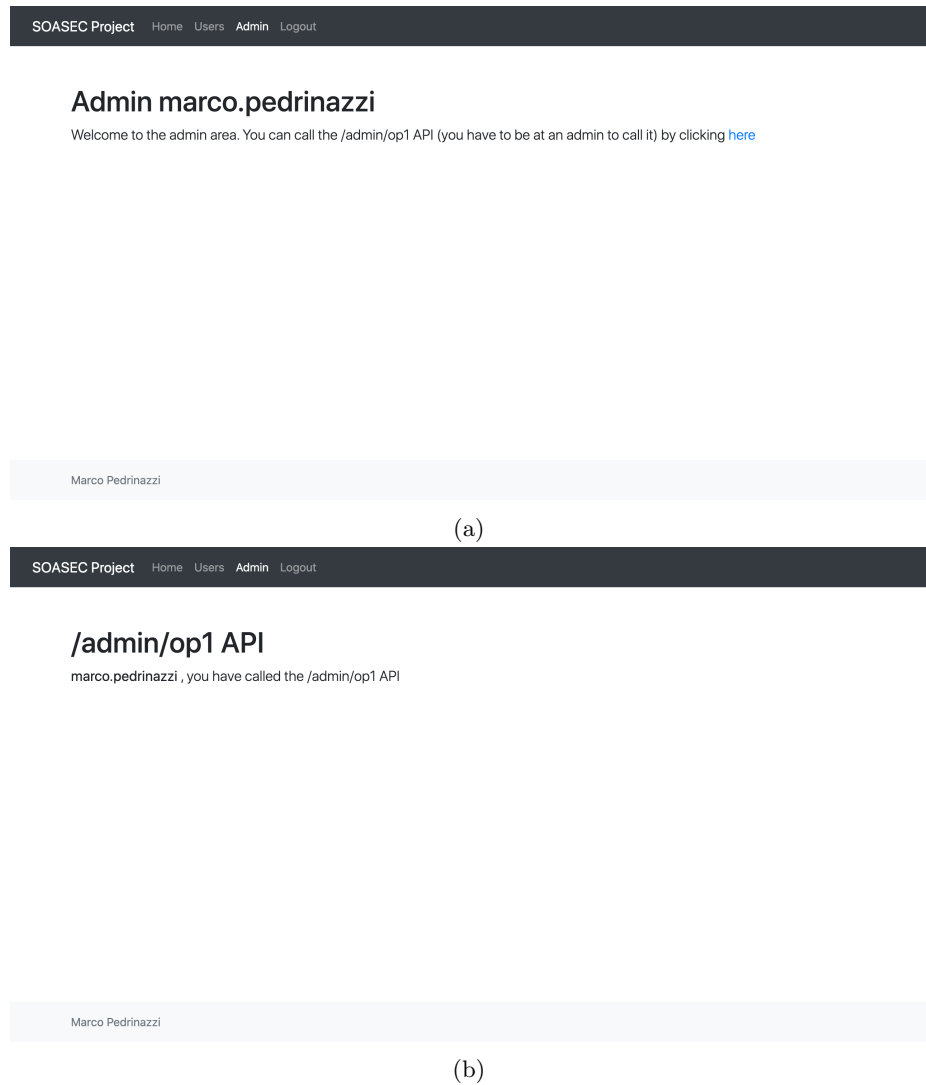 SOASEC Project Home Users Admin Logout
Admin marco.pedrinazzi
Welcome to the admin area. You can call the /admin/op1 API (you have to be at an admin to call it) by clicking here
Marco Pedrinazzi
(a)
SOASEC Project Home Users Admin Logout
/admin/op1 API
marco.pedrinazzi , you have called the /admin/op1 API
Marco Pedrinazzi
(b)